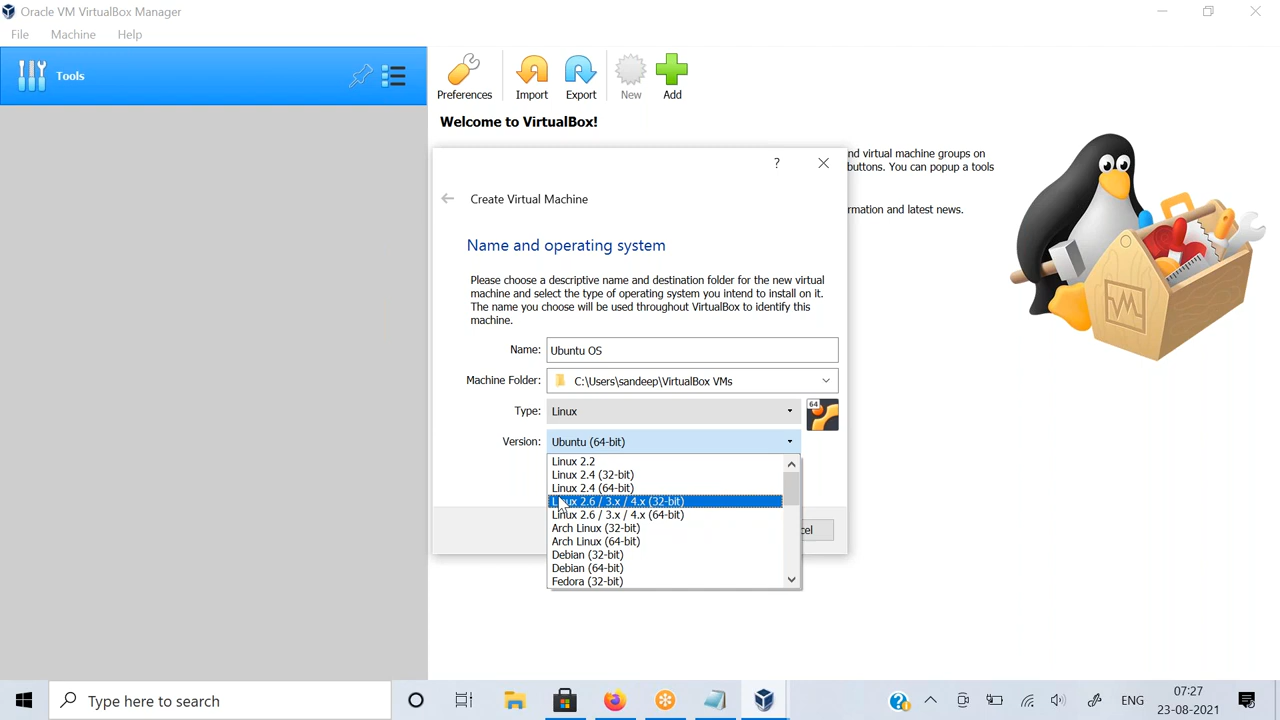 Oracle VM VirtualBox Manager
File Machine Help
Tools
Preferences Import Export New Add
Welcome to VirtualBox!
nd virtual machine groups on
buttons. You can popup a tools
rmation and latest news.
?
Create Virtual Machine
Name and operating system
Please choose a descriptive name and destination folder for the new virtual
machine and select the type of operating system you intend to install on it.
The name you choose will be used throughout VirtualBox to identify this
machine.
Name: Ubuntu OS
Machine Folder: C:\Users\sandeep\VirtualBox VMs
Type: Linux
64
Version: Ubuntu (64-bit)
Linux 2.2
Linux 2.4 (32-bit)
Linux 2.4 (64-bit)
Linux 2.6 / 3.x / 4.x (32-bit)
Linux 2.6 / 3.x / 4.x (64-bit)
Arch Linux (32-bit)
Arch Linux (64-bit)
cel
Debian (32-bit)
Debian (64-bit)
Fedora (32-bit)
Type here to search
ENG
07:27
23-08-2021